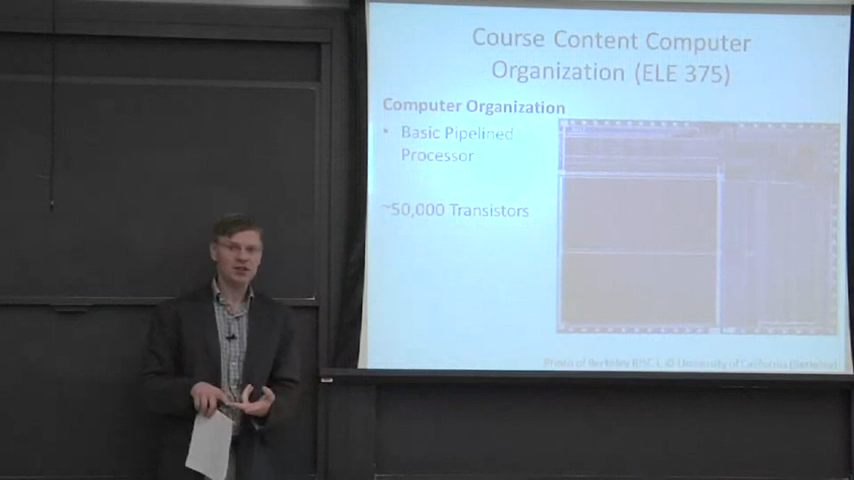 Course Content Computer
Organization (ELE 375)
Computer Organization
• Basic Pipelined
Processor
~50,000 Transistors
Photo of Berkeley RISC I, © University of California (Berkeley)